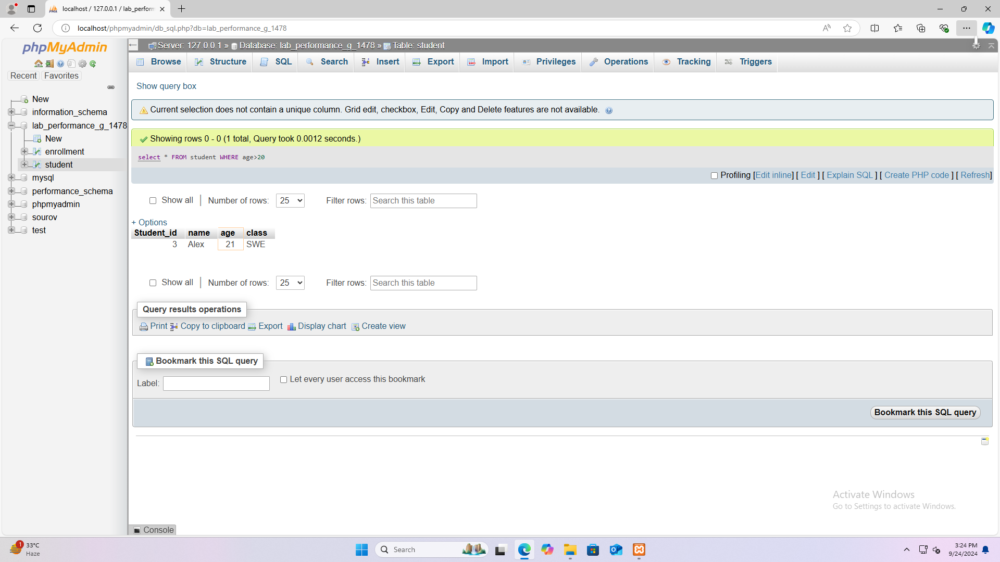 localhost / 127.0.0.1 / lab_perform
localhost/phpmyadmin/db_sql.php?db=lab_performance_g_1478
phpMyAdmin
Recent Favorites
New
information_schema
lab_performance_g_1478
New
enrollment
student
mysql
performance_schema
phpmyadmin
sourov
test
Server: 127.0.0.1 » Database: lab_performance_g_1478 » Table: student
Browse Structure SQL Search Insert Export Import Privileges Operations Tracking Triggers
Show query box
Current selection does not contain a unique column. Grid edit, checkbox, Edit, Copy and Delete features are not available.
Showing rows 0 - 0 (1 total, Query took 0.0012 seconds.)
select * FROM student WHERE age>20
Profiling [Edit inline] [ Edit ] [ Explain SQL ] [ Create PHP code ] [ Refresh]
Show all | Number of rows: 25 Filter rows: Search this table
+ Options
Student_id name age class
3 Alex 21 SWE
Show all | Number of rows: 25 Filter rows: Search this table
Query results operations
Print Copy to clipboard Export Display chart Create view
Bookmark this SQL query
Label: Let every user access this bookmark
Bookmark this SQL query
Activate Windows
Go to Settings to activate Windows.
Console
1 33°C
Haze
Search
3:24 PM
9/24/2024